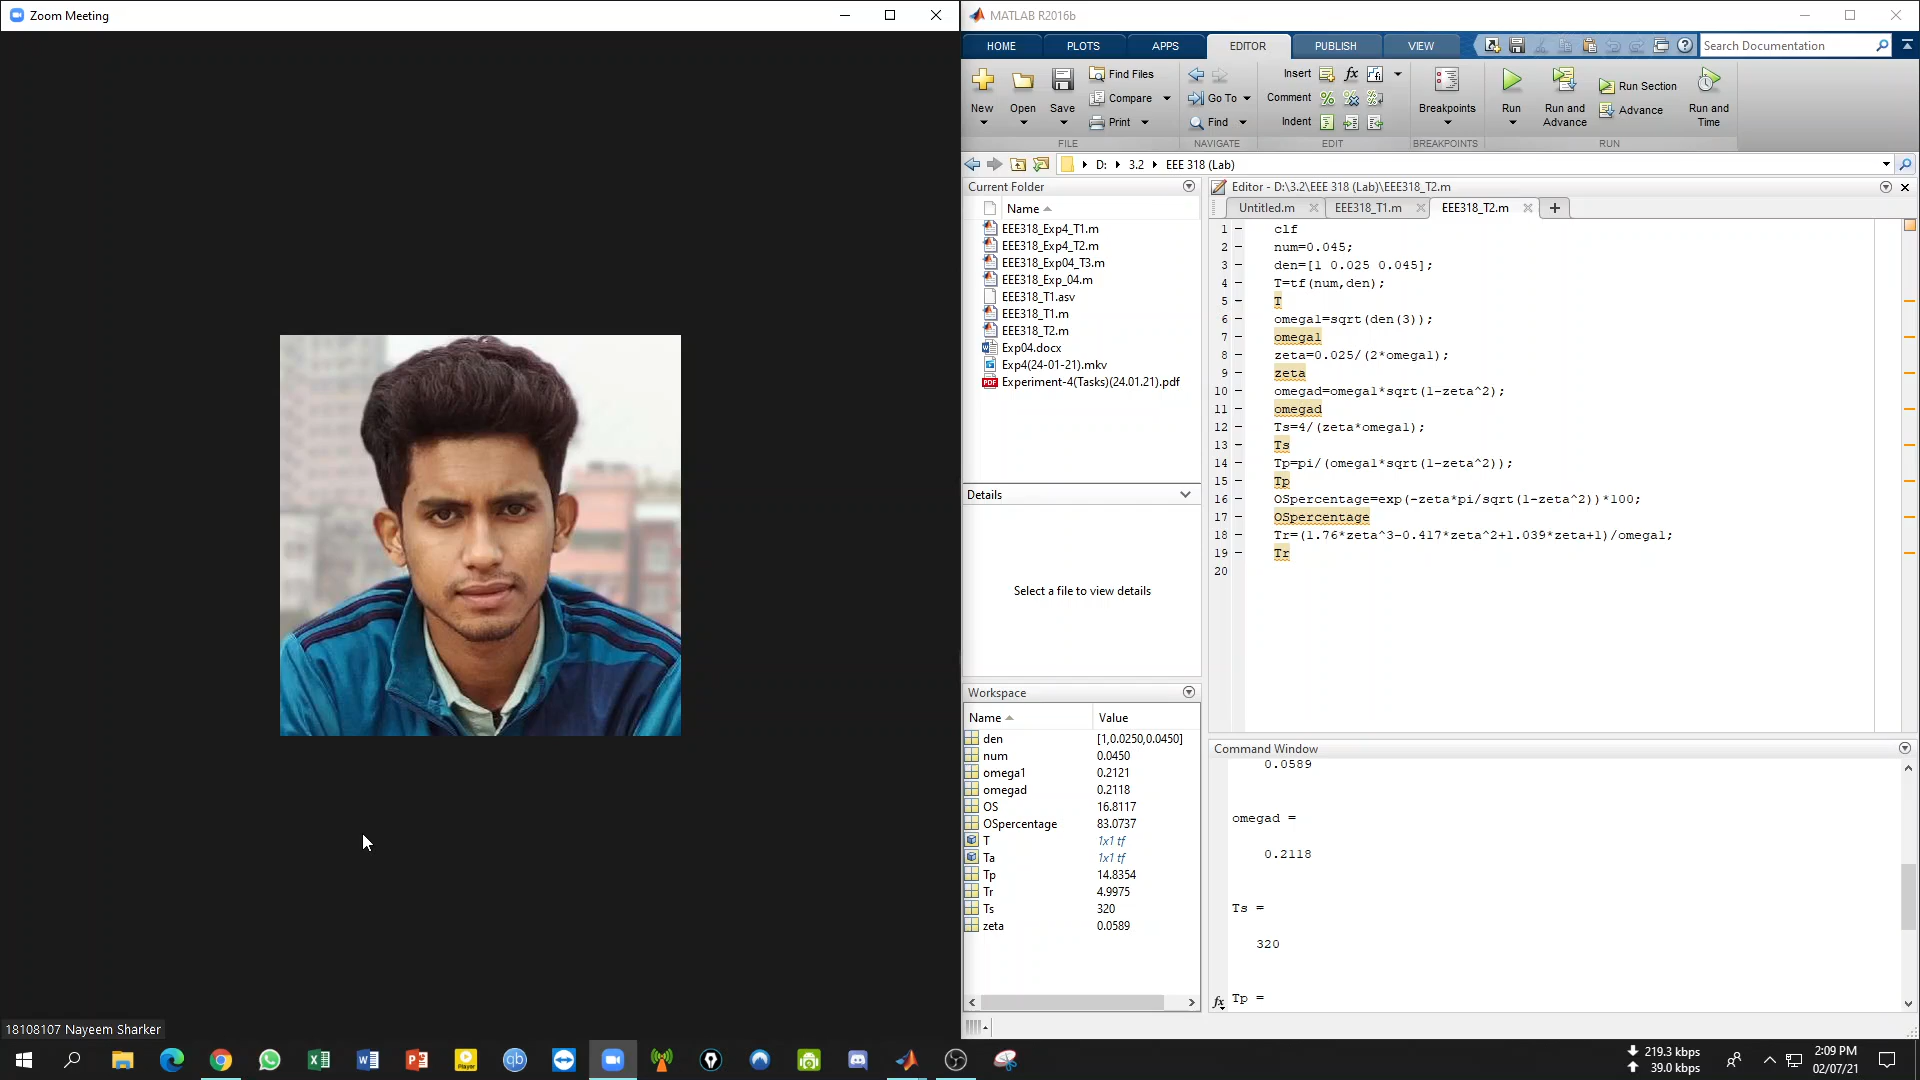 Zoom Meeting
18108107 Nayeem Sharker
MATLAB R2016b
HOME PLOTS APPS EDITOR PUBLISH VIEW
Search Documentation
New
Open
Save
Find Files
Compare
Print
FILE
Go To
Find
NAVIGATE
Insert
Comment
Indent
EDIT
Breakpoints
BREAKPOINTS
Run
Run and
Advance
Run Section
Advance
Run and
Time
RUN
D: 3.2 EEE 318 (Lab)
Current Folder
Name
EEE318_Exp4_T1.m
EEE318_Exp4_T2.m
EEE318_Exp04_T3.m
EEE318_Exp_04.m
EEE318_T1.asv
EEE318_T1.m
EEE318_T2.m
Exp04.docx
Exp4(24-01-21).mkv
Experiment-4(Tasks)(24.01.21).pdf
Details
Select a file to view details
Workspace
Name Value
den [1,0.0250,0.0450]
num 0.0450
omega1 0.2121
omegad 0.2118
OS 16.8117
OSpercentage 83.0737
T 1x1 tf
Ta 1x1 tf
Tp 14.8354
Tr 4.9975
Ts 320
zeta 0.0589
Editor - D:\3.2\EEE 318 (Lab)\EEE318_T2.m
Untitled.m EEE318_T1.m EEE318_T2.m
1 clf
2 num=0.045;
3 den=[1 0.025 0.045];
4 T=tf(num,den);
5 T
6 omega1=sqrt(den(3));
7 omega1
8 zeta=0.025/(2*omega1);
9 zeta
10 omegad=omega1*sqrt(1-zeta^2);
11 omegad
12 Ts=4/(zeta*omega1);
13 Ts
14 Tp=pi/(omega1*sqrt(1-zeta^2));
15 Tp
16 OSpercentage=exp(-zeta*pi/sqrt(1-zeta^2))*100;
17 OSpercentage
18 Tr=(1.76*zeta^3-0.417*zeta^2+1.039*zeta+1)/omega1;
19 Tr
20
Command Window
0.0589
omegad =
0.2118
Ts =
320
fx Tp =
219.3 kbps
39.0 kbps
2:09 PM
02/07/21